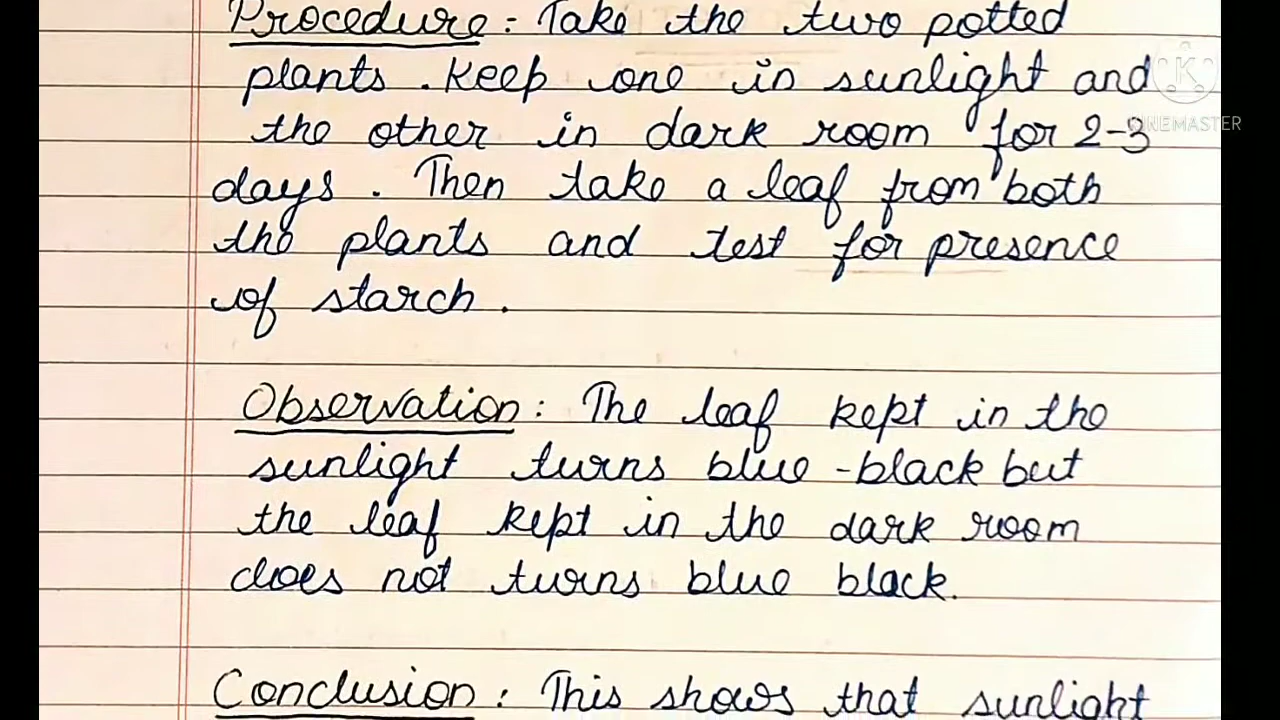 Procedure : Take the two potted
plants . Keep one in sunlight and
the other in dark room for 2-3
days . Then take a leaf from both
the plants and test for presence
of starch .
Observation : The leaf kept in the
sunlight turns blue -black but
the leaf kept in the dark room
does not turns blue black.
Conclusion : This shows that sunlight
K
KINEMASTER